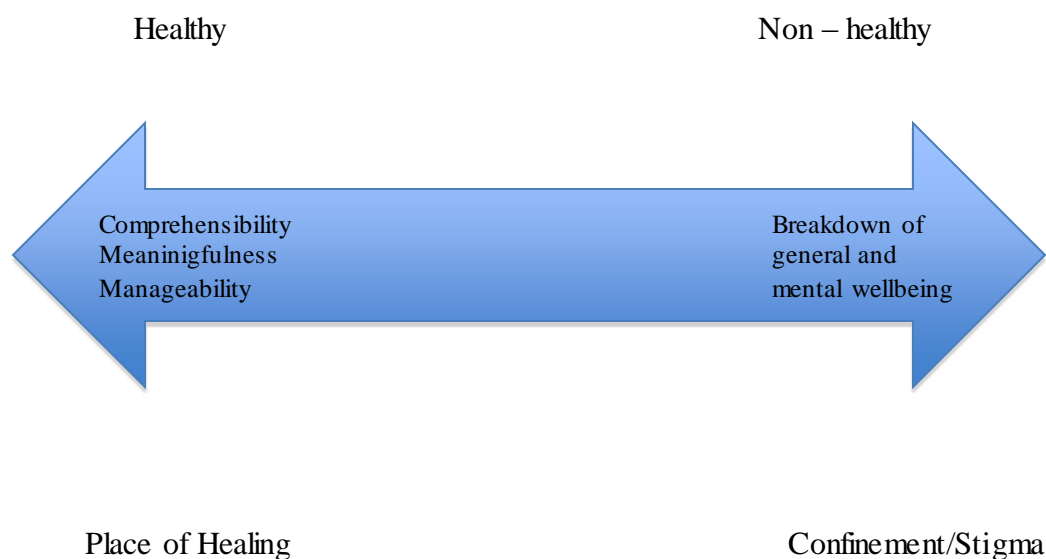 Healthy
Non – healthy
Comprehensibility
Meaninigfulness
Manageability
Breakdown of
general and
mental wellbeing
Place of Healing
Confinement/Stigma